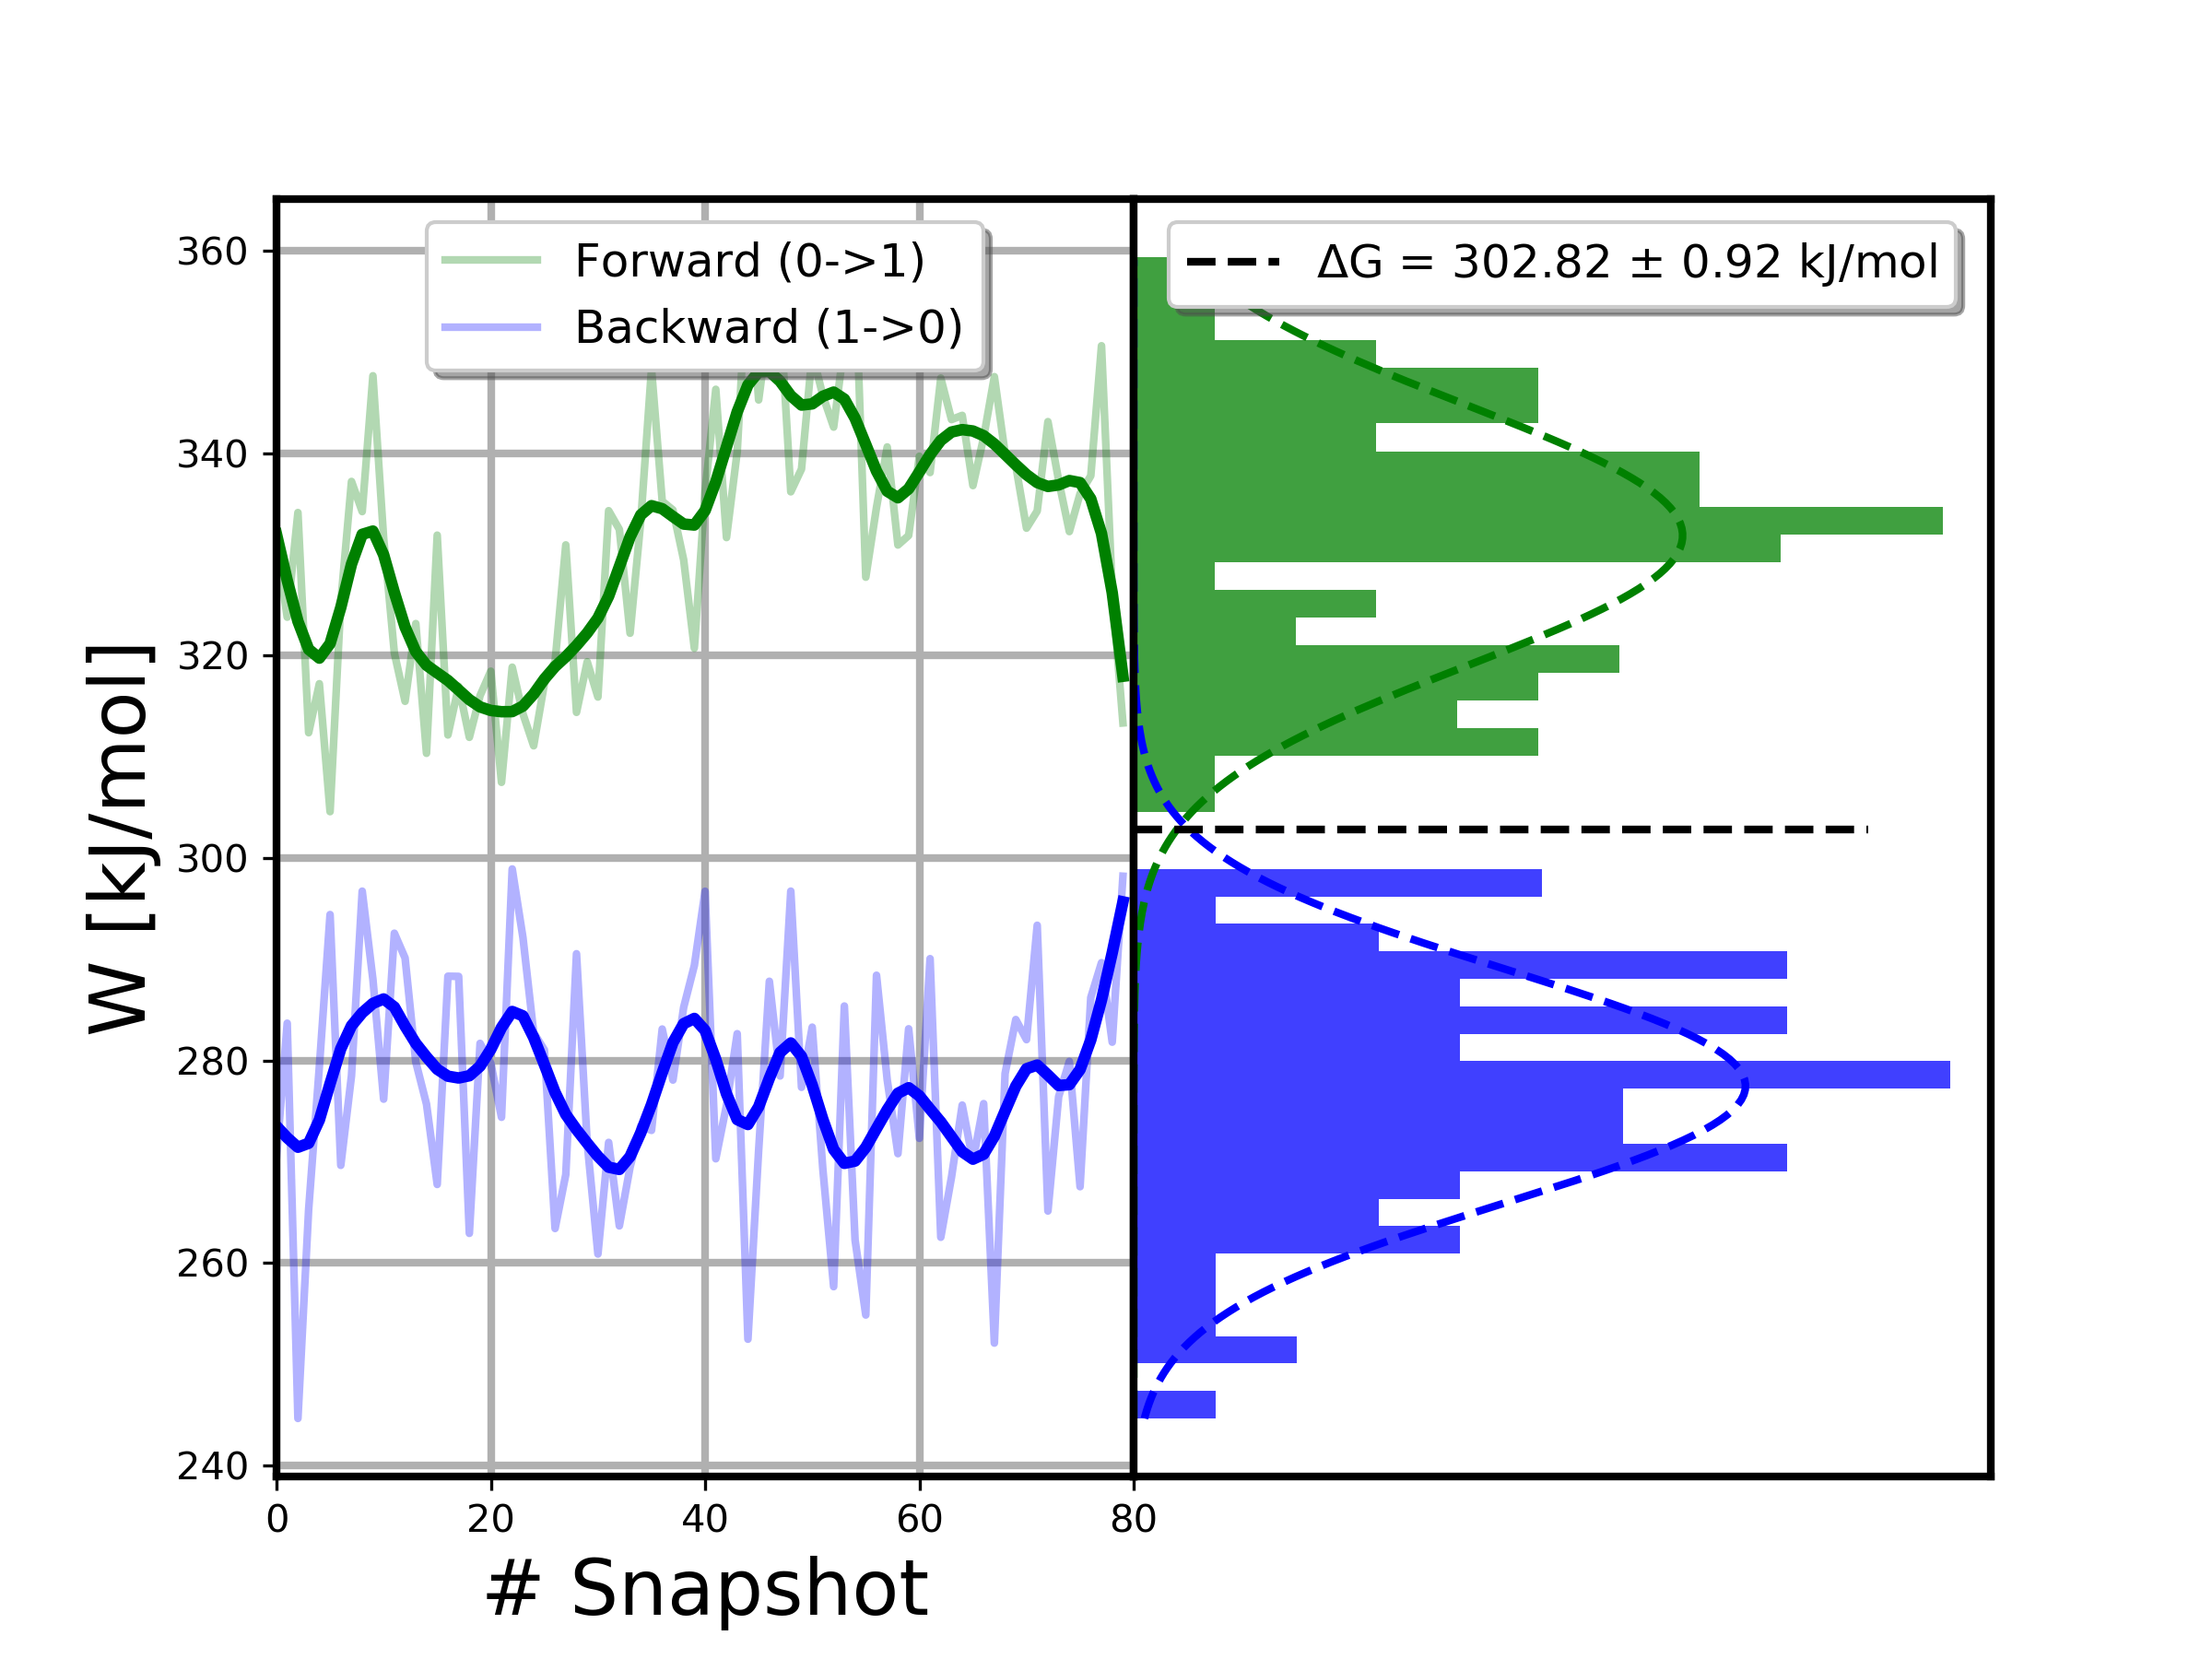 Forward (0->1)
Backward (1->0)
ΔG = 302.82 ± 0.92 kJ/mol
W [kJ/mol]
360
340
320
300
280
260
240
0 20 40 60 80
# Snapshot